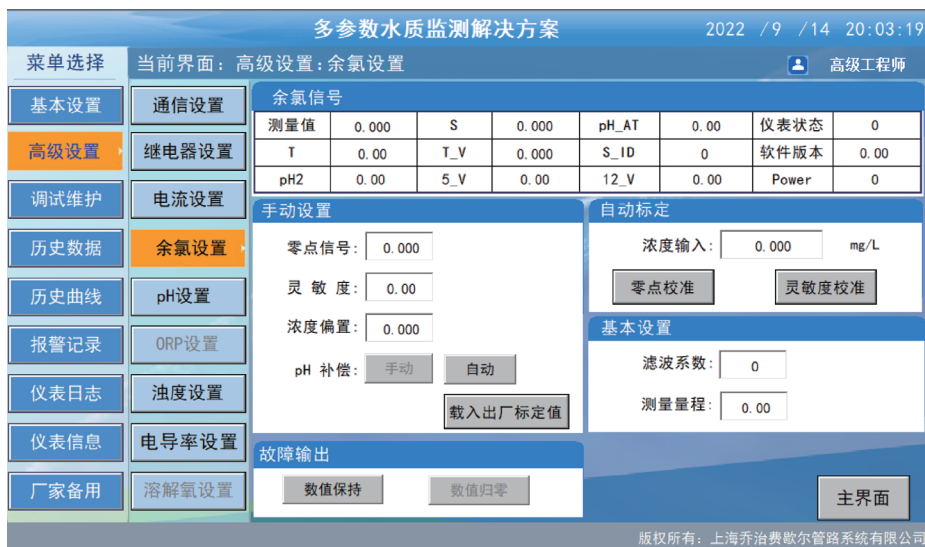 多参数水质监测解决方案 2022 /9 /14 20:03:19
菜单选择 当前界面: 高级设置:余氯设置 高级工程师
基本设置
高级设置
调试维护
历史数据
历史曲线
报警记录
仪表日志
仪表信息
厂家备用
通信设置
继电器设置
电流设置
余氯设置
pH设置
ORP设置
浊度设置
电导率设置
溶解氧设置
余氯信号
测量值 0.000 S 0.000 pH_AT 0.00 仪表状态 0
T 0.00 T_V 0.000 S_ID 0 软件版本 0.00
pH2 0.00 5_V 0.00 12_V 0.00 Power 0
手动设置
零点信号: 0.000
灵 敏 度: 0.00
浓度偏置: 0.000
pH 补偿: 手动 自动
载入出厂标定值
故障输出
数值保持 数值归零
自动标定
浓度输入: 0.000 mg/L
零点校准 灵敏度校准
基本设置
滤波系数: 0
测量量程: 0.00
主界面
版权所有: 上海乔治费歇尔管路系统有限公司